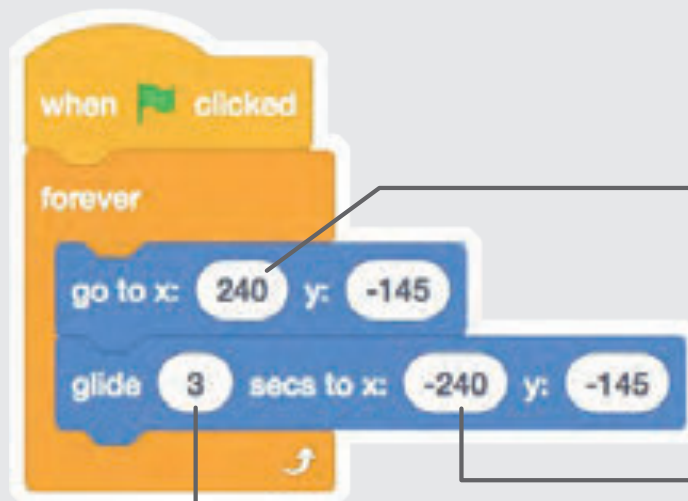 when clicked
forever
go to x: 240 y: -145
glide 3 secs to x: -240 y: -145